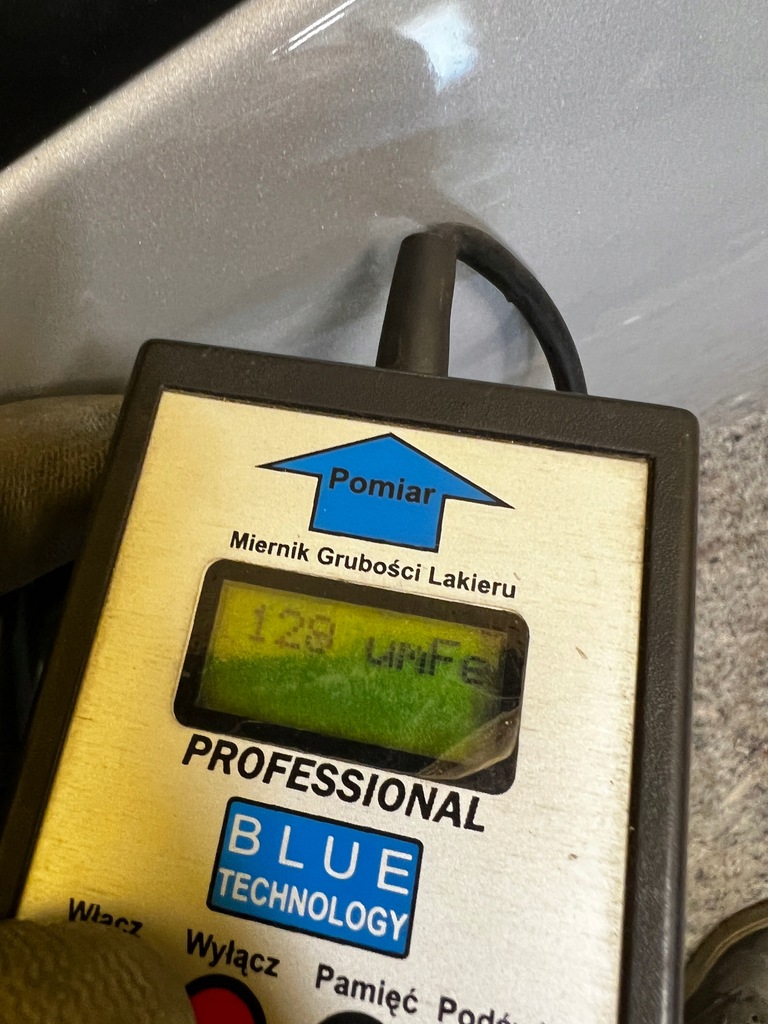 Pomiar
Miernik Grubości Lakieru
128 umFe
PROFESSIONAL
BLUE
TECHNOLOGY
Włącz
Wyłącz
Pamięć